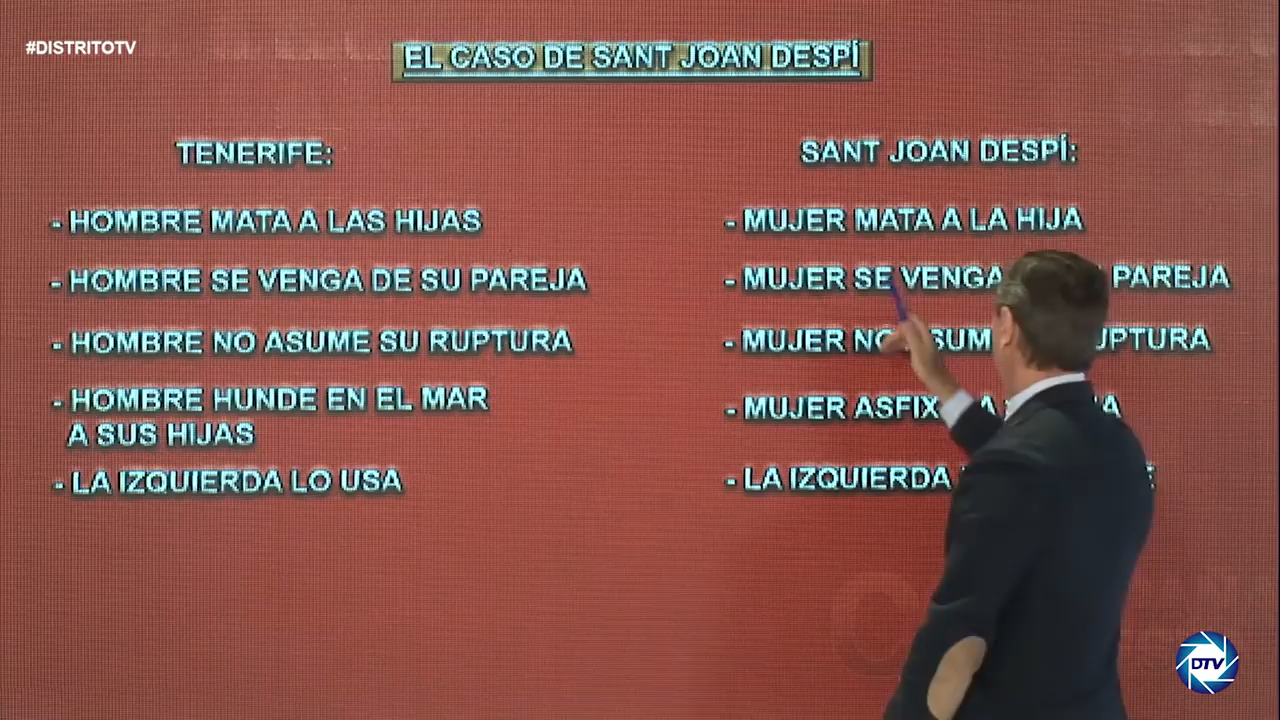 #DISTRITOTV
EL CASO DE SANT JOAN DESPÍ
TENERIFE:
- HOMBRE MATA A LAS HIJAS
- HOMBRE SE VENGA DE SU PAREJA
- HOMBRE NO ASUME SU RUPTURA
- HOMBRE HUNDE EN EL MAR
A SUS HIJAS
- LA IZQUIERDA LO USA
SANT JOAN DESPÍ:
- MUJER MATA A LA HIJA
- MUJER SE VENGA PAREJA
- MUJER NO
- MUJER
- LA IZQUIERDA
DTV